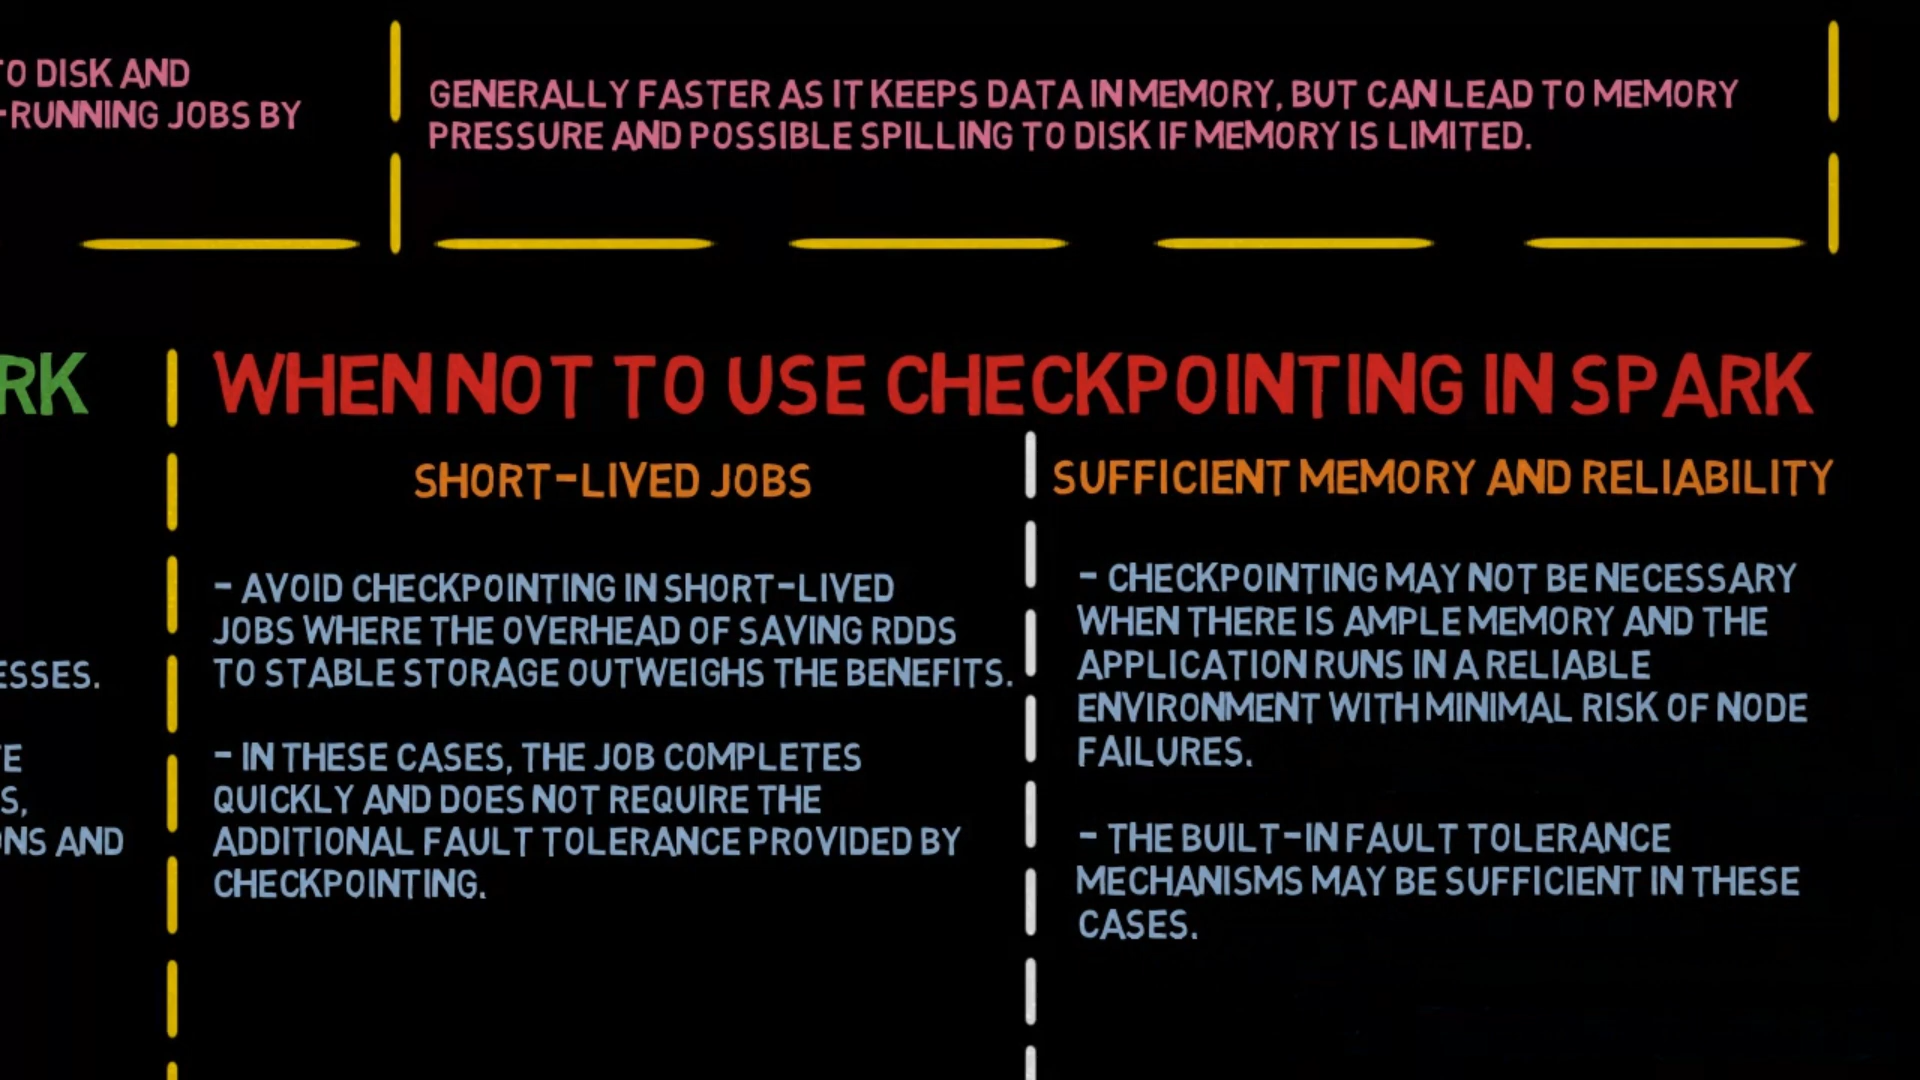 TO DISK AND
-RUNNING JOBS BY
GENERALLY FASTER AS IT KEEPS DATA IN MEMORY, BUT CAN LEAD TO MEMORY
PRESSURE AND POSSIBLE SPILLING TO DISK IF MEMORY IS LIMITED.
RK
ESSES.
TE
S,
ONS AND
WHEN NOT TO USE CHECKPOINTING IN SPARK
SHORT-LIVED JOBS
- AVOID CHECKPOINTING IN SHORT-LIVED
JOBS WHERE THE OVERHEAD OF SAVING RDDS
TO STABLE STORAGE OUTWEIGHS THE BENEFITS.
- IN THESE CASES, THE JOB COMPLETES
QUICKLY AND DOES NOT REQUIRE THE
ADDITIONAL FAULT TOLERANCE PROVIDED BY
CHECKPOINTING.
SUFFICIENT MEMORY AND RELIABILITY
- CHECKPOINTING MAY NOT BE NECESSARY
WHEN THERE IS AMPLE MEMORY AND THE
APPLICATION RUNS IN A RELIABLE
ENVIRONMENT WITH MINIMAL RISK OF NODE
FAILURES.
- THE BUILT-IN FAULT TOLERANCE
MECHANISMS MAY BE SUFFICIENT IN THESE
CASES.